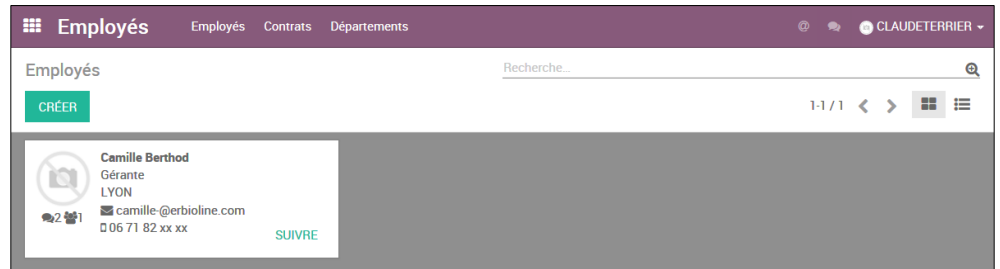 Employés Employés Contrats Départements @ CLAUDETERRIER
Employés Recherche...
CRÉER 1-1 / 1
Camille Berthod
Gérante
LYON
camille-@erbioline.com
2 1 06 71 82 xx xx
SUIVRE